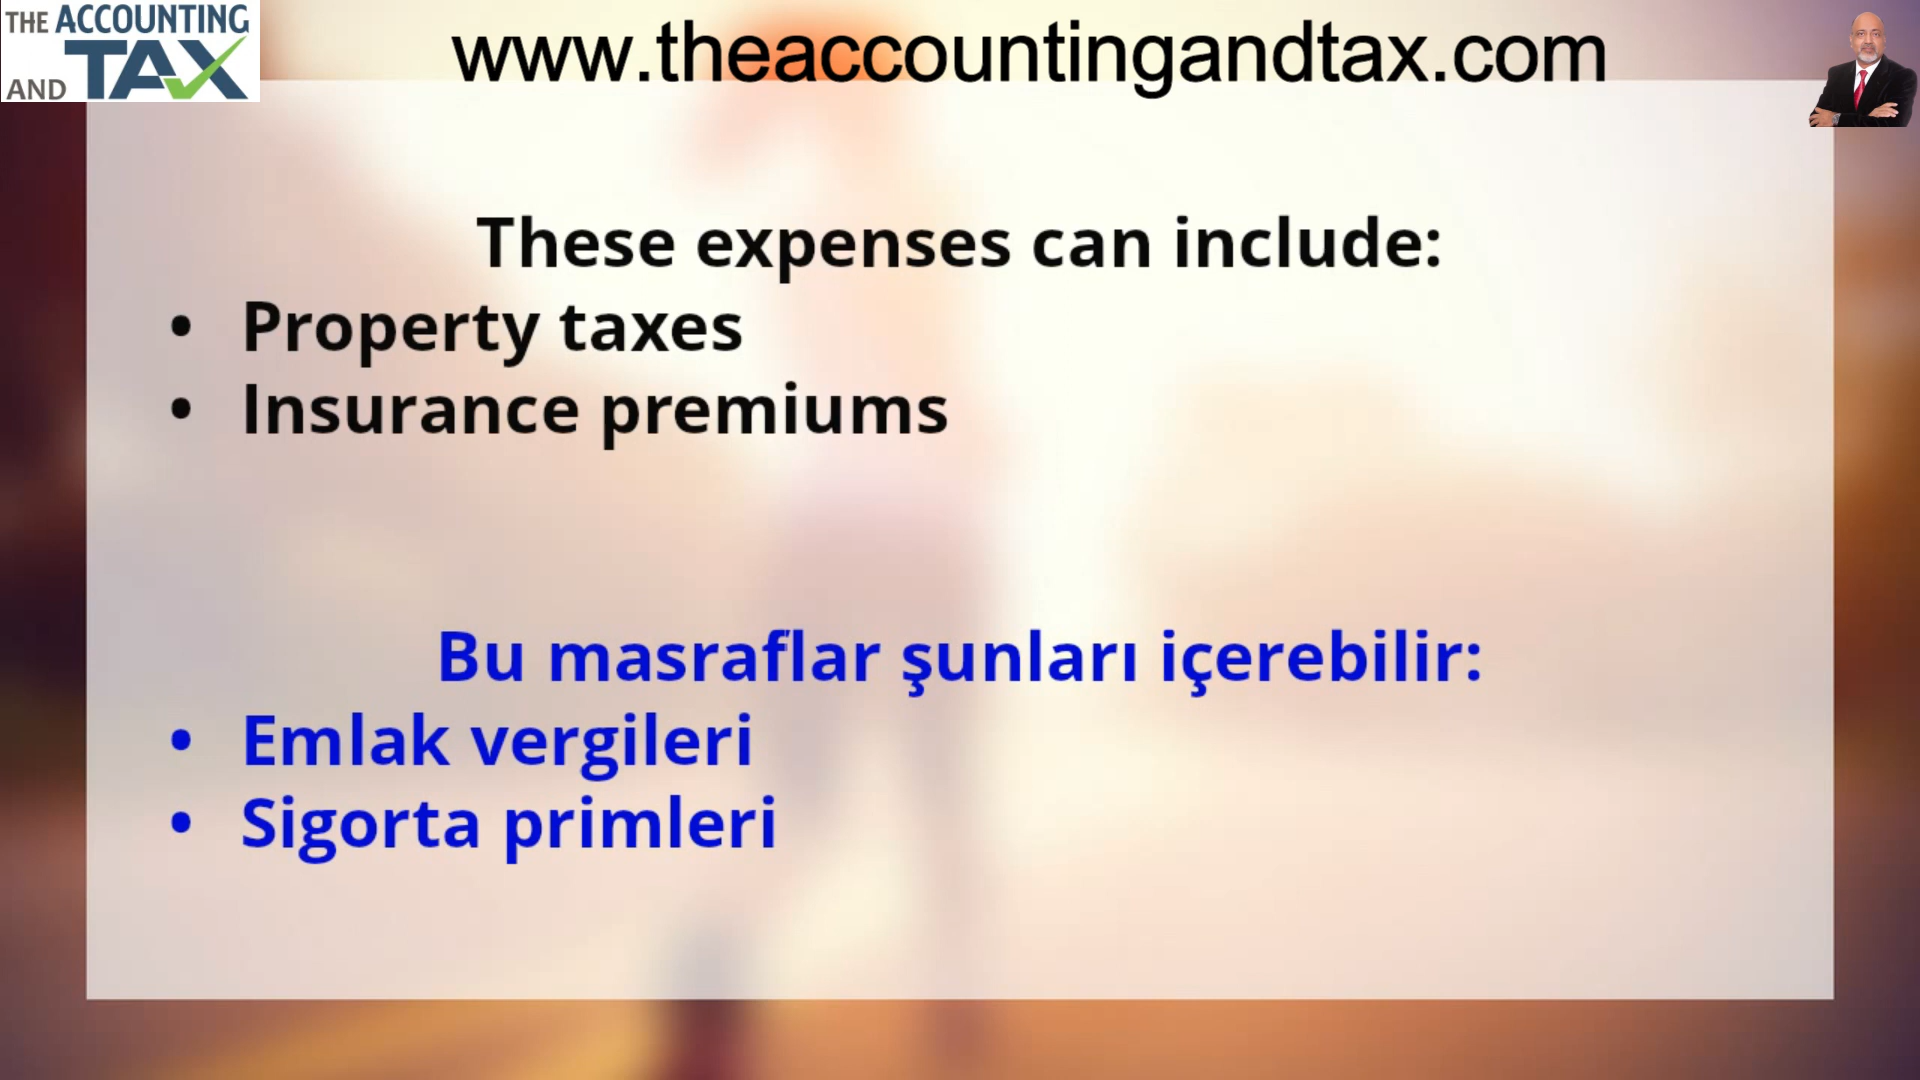 THE ACCOUNTING
AND TAX
www.theaccountingandtax.com
These expenses can include:
• Property taxes
• Insurance premiums
Bu masraflar şunları içerebilir:
• Emlak vergileri
• Sigorta primleri